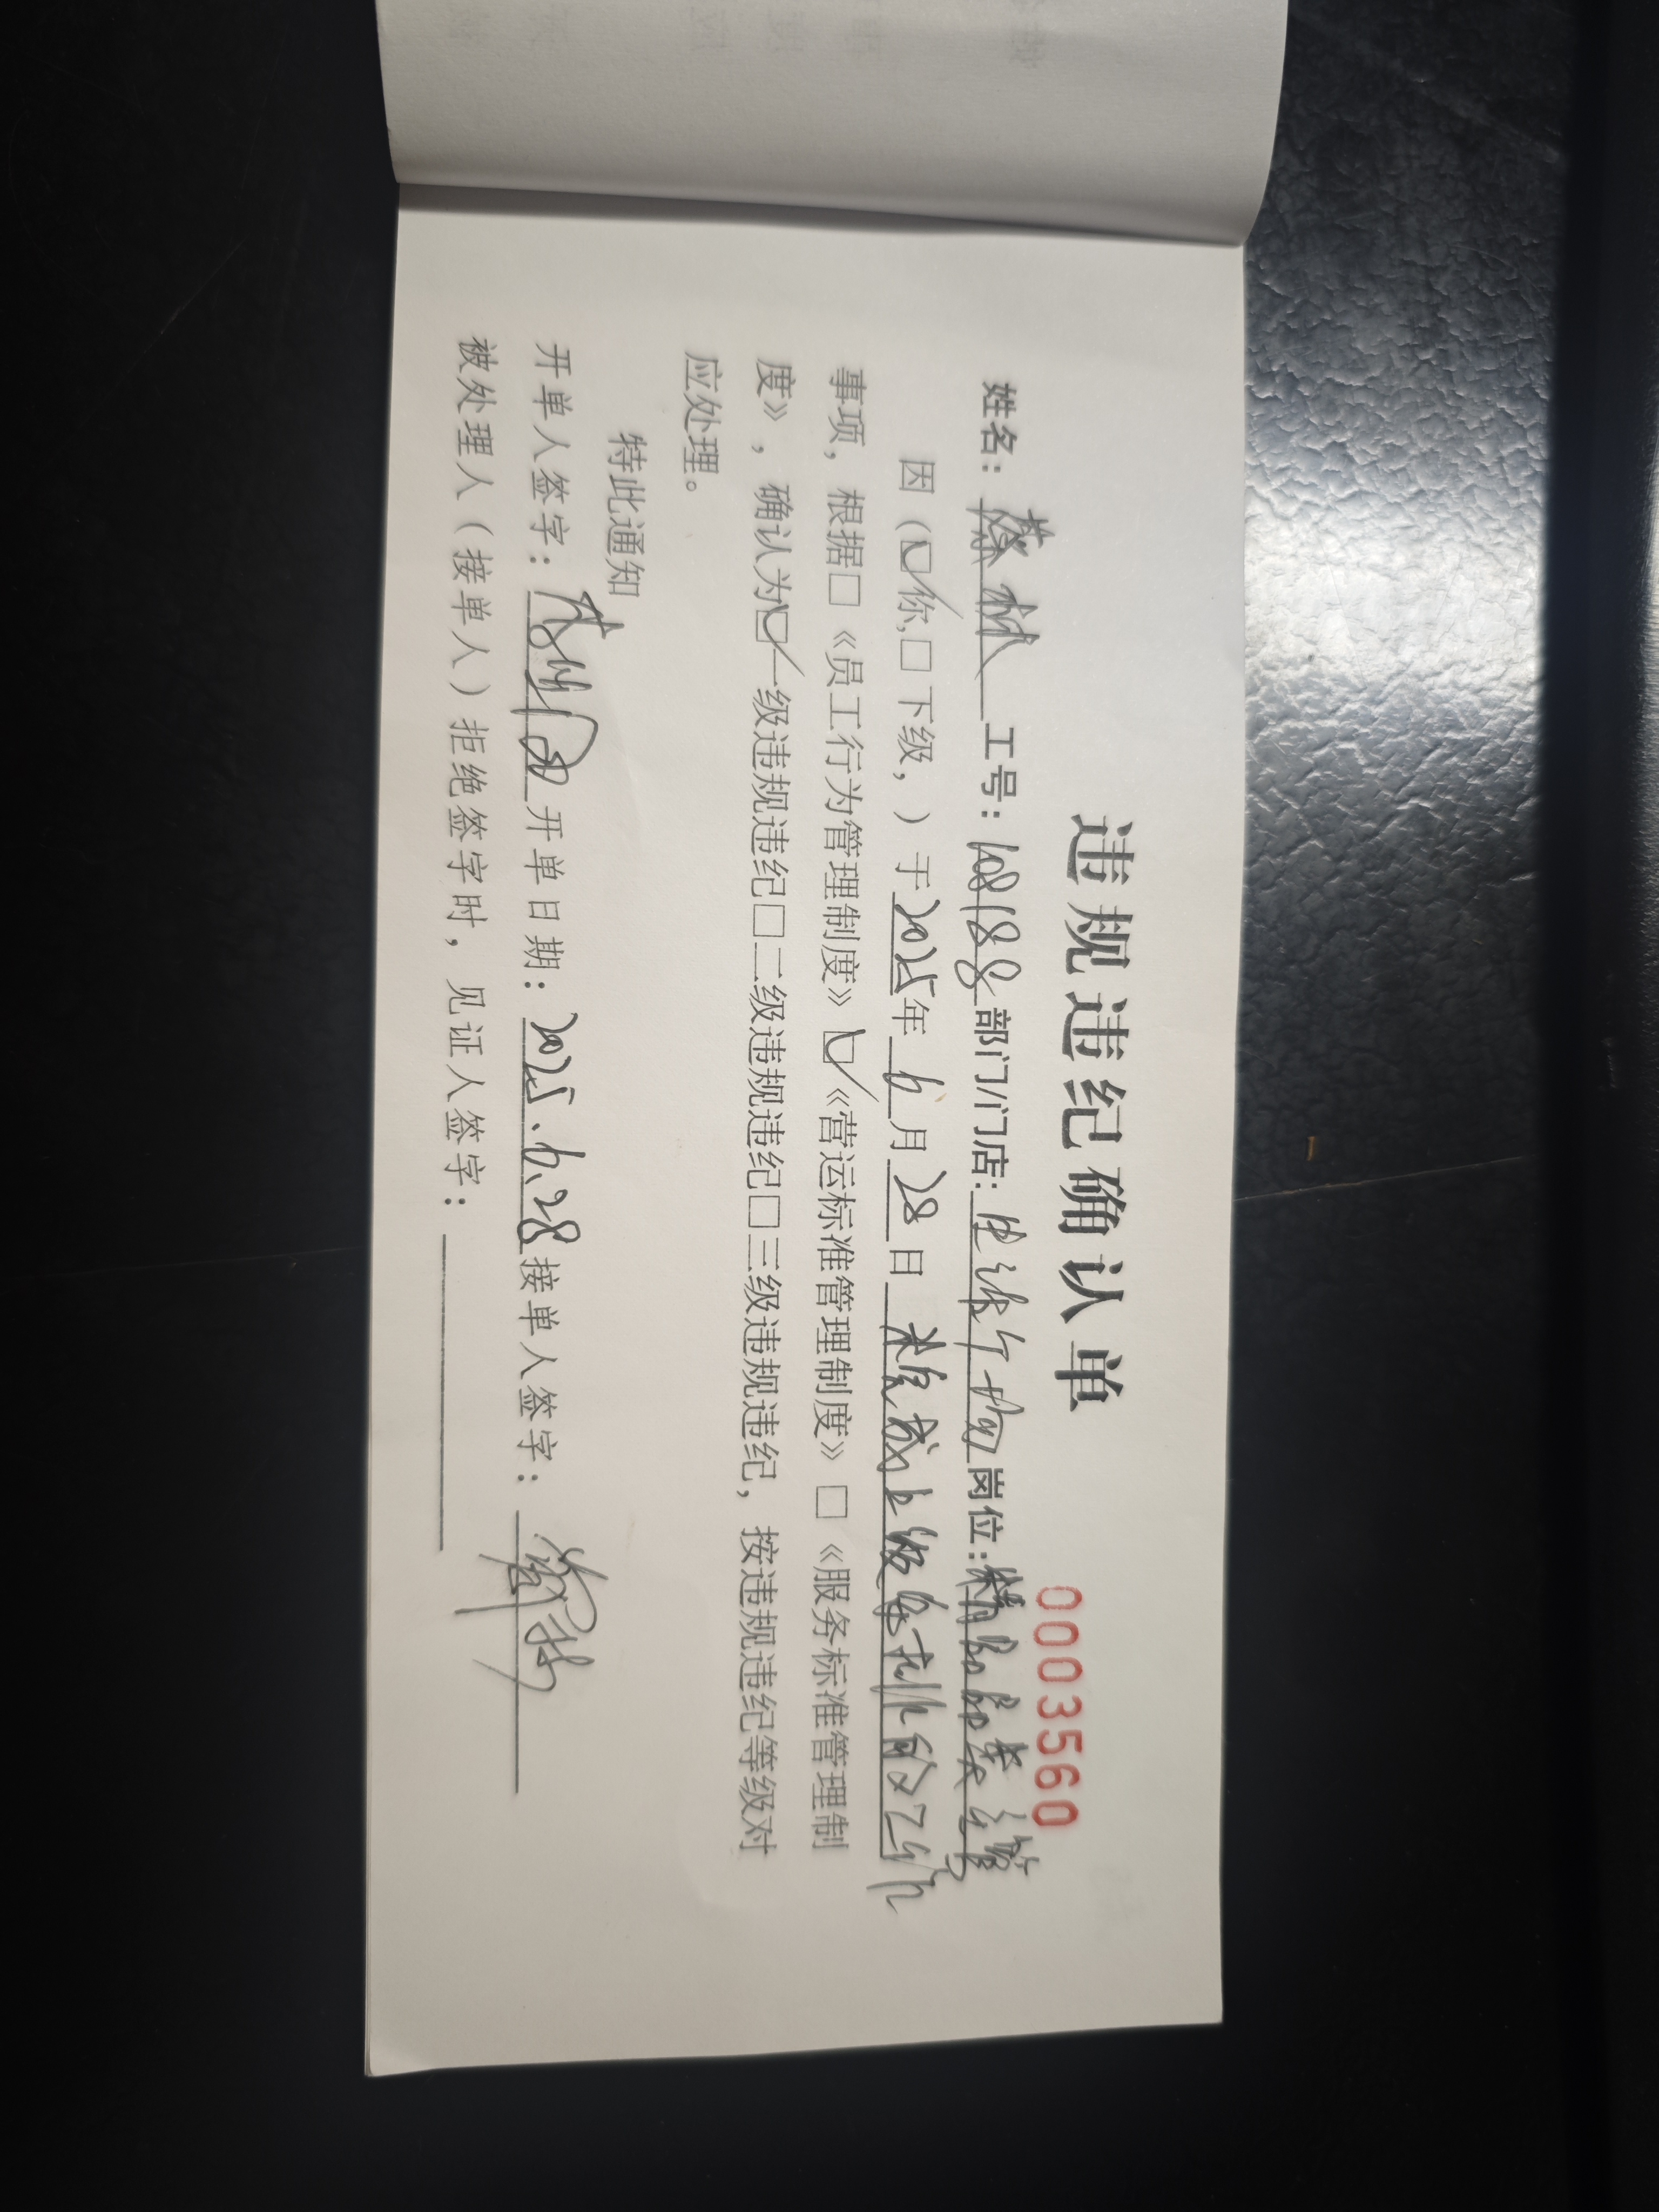 违规违纪确认单
0003560
姓名：蔡林 工号：108188 部门/门店： 岗位：精品部
因（☑你，□下级，）于2025年6月28日
事项，根据□《员工行为管理制度》☑《营运标准管理制度》□《服务标准管理制
度》，确认为☑一级违规违纪□二级违规违纪□三级违规违纪，按违规违纪等级对
应处理。
特此通知
开单人签字： 开单日期：2025.6.28 接单人签字：
被处理人（接单人）拒绝签字时，见证人签字：